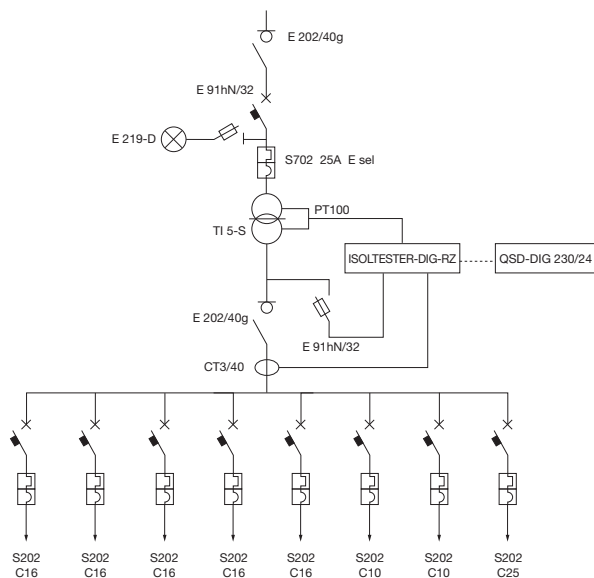 E 202/40g
E 91hN/32
E 219-D
S702 25A E sel
PT100
TI 5-S
ISOLTESTER-DIG-RZ
QSD-DIG 230/24
E 202/40g
E 91hN/32
CT3/40
S202 S202 S202 S202 S202 S202 S202 S202
C16 C16 C16 C16 C16 C10 C10 C25